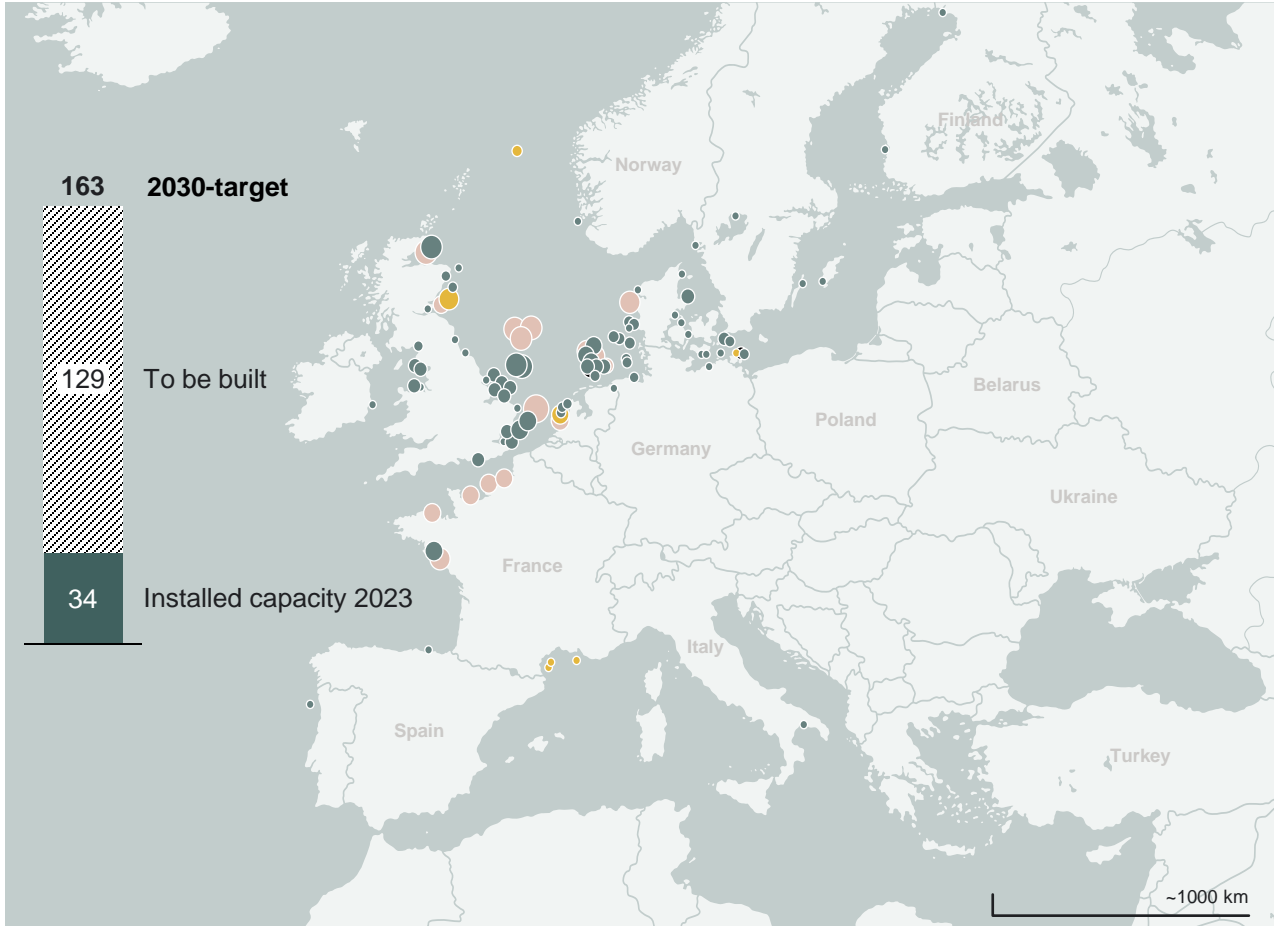 Finland
Norway
163 2030-target
129 To be built
Belarus
Poland
Germany
Ukraine
France
34 Installed capacity 2023
Italy
Spain
Turkey
~1000 km